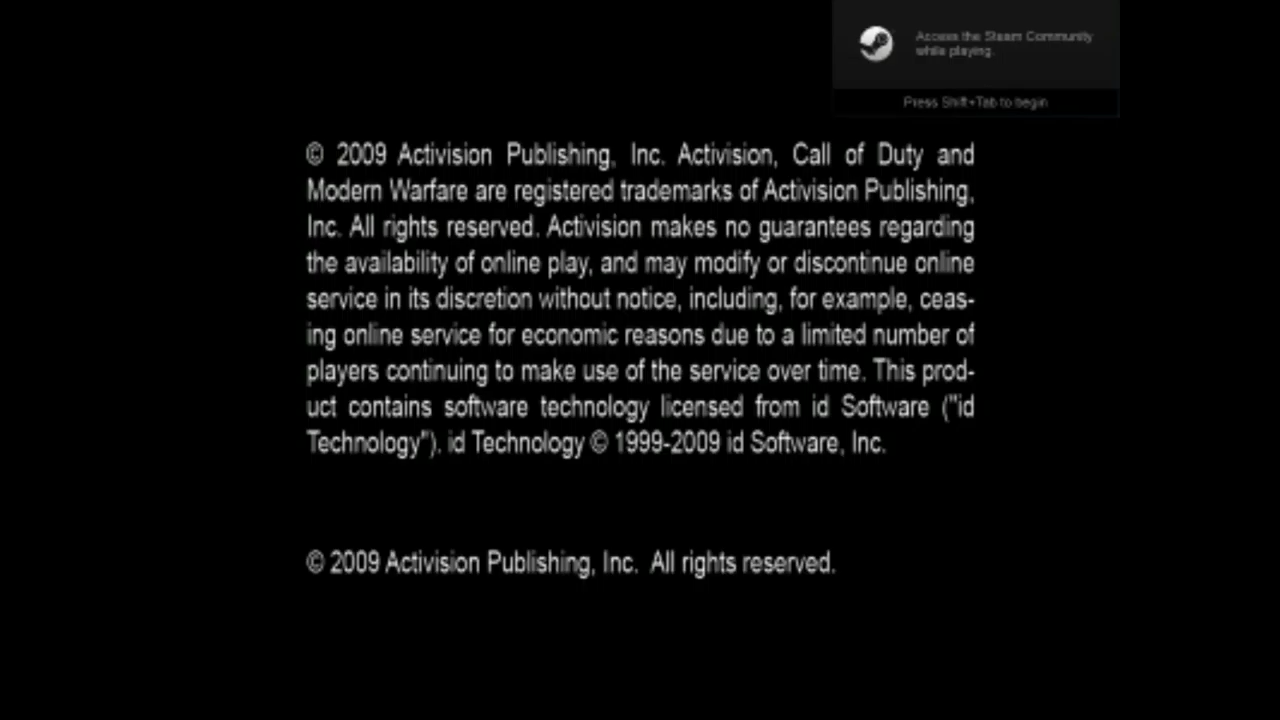 Access the Steam Community
while playing.
Press Shift+Tab to begin
© 2009 Activision Publishing, Inc. Activision, Call of Duty and
Modern Warfare are registered trademarks of Activision Publishing,
Inc. All rights reserved. Activision makes no guarantees regarding
the availability of online play, and may modify or discontinue online
service in its discretion without notice, including, for example, ceas-
ing online service for economic reasons due to a limited number of
players continuing to make use of the service over time. This prod-
uct contains software technology licensed from id Software ("id
Technology"). id Technology © 1999-2009 id Software, Inc.
© 2009 Activision Publishing, Inc. All rights reserved.